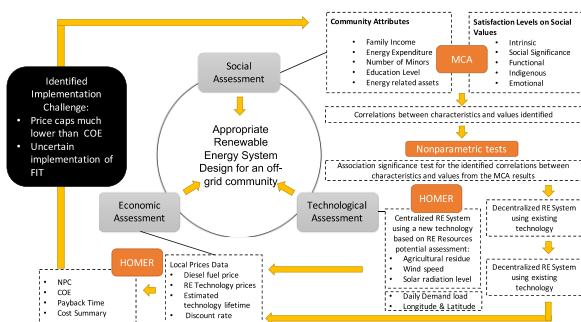 Community Attributes
• Family Income
• Energy Expenditure
• Number of Minors
• Education Level
• Energy related assets
MCA
Satisfaction Levels on Social
Values
• Intrinsic
• Social Significance
• Functional
• Indigenous
• Emotional
Correlations between characteristics and values identified
Nonparametric tests
Association significance test for the identified correlations between
characteristics and values from the MCA results
Identified
Implementation
Challenge:
• Price caps much
lower than COE
• Uncertain
implementation of
FIT
Social
Assessment
Appropriate
Renewable
Energy System
Design for an off-
grid community
Economic
Assessment
Technological
Assessment
HOMER
Centralized RE System
using a new technology
based on RE Resources
potential assessment:
• Agricultural residue
• Wind speed
• Solar radiation level
• Daily Demand load
• Longitude & Latitude
Decentralized RE System
using existing
technology
Decentralized RE System
using existing
technology
Local Prices Data
• Diesel fuel price
• RE Technology prices
• Estimated
technology lifetime
• Discount rate
HOMER
• NPC
• COE
• Payback Time
• Cost Summary